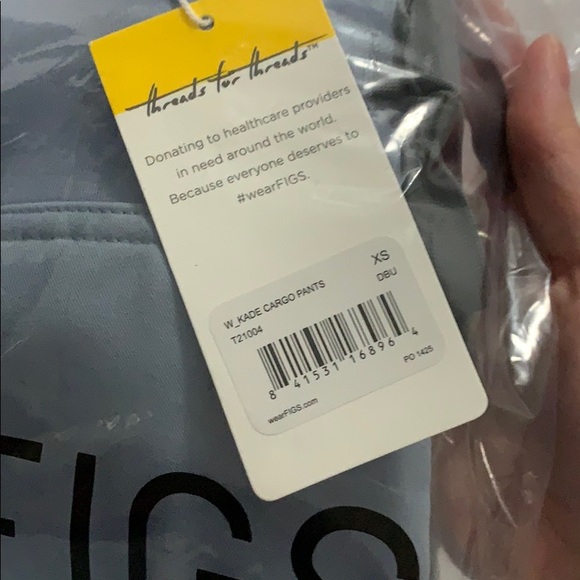 threads for threads™
Donating to healthcare providers
in need around the world.
Because everyone deserves to
#wearFIGS.
XS
W_KADE CARGO PANTS
DBU
T21004
8 41531 16896 4
wearFIGS.com
PO 1425
FIGS